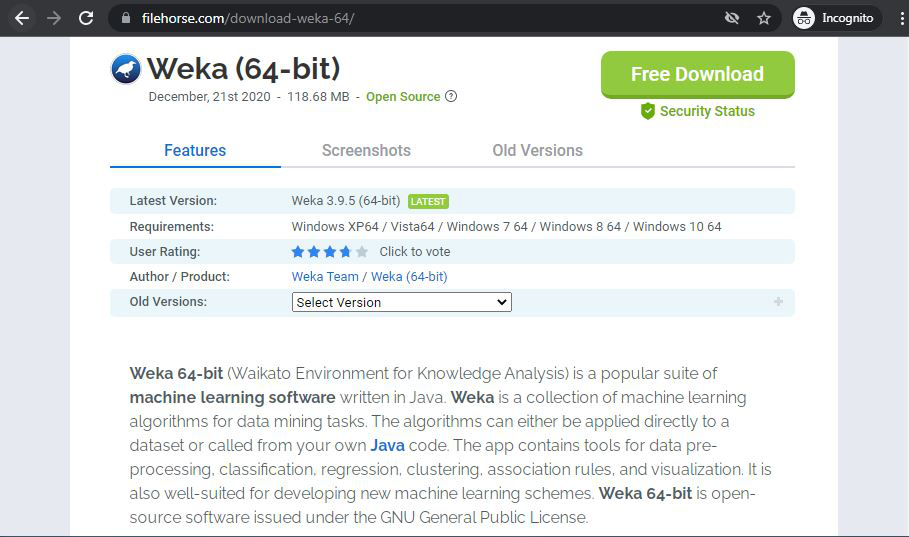 filehorse.com/download-weka-64/
Incognito
Weka (64-bit)
December, 21st 2020 - 118.68 MB - Open Source ?
Free Download
Security Status
Features Screenshots Old Versions
Latest Version: Weka 3.9.5 (64-bit) LATEST
Requirements: Windows XP64 / Vista64 / Windows 7 64 / Windows 8 64 / Windows 10 64
User Rating: Click to vote
Author / Product: Weka Team / Weka (64-bit)
Old Versions: Select Version +
Weka 64-bit (Waikato Environment for Knowledge Analysis) is a popular suite of
machine learning software written in Java. Weka is a collection of machine learning
algorithms for data mining tasks. The algorithms can either be applied directly to a
dataset or called from your own Java code. The app contains tools for data pre-
processing, classification, regression, clustering, association rules, and visualization. It is
also well-suited for developing new machine learning schemes. Weka 64-bit is open-
source software issued under the GNU General Public License.